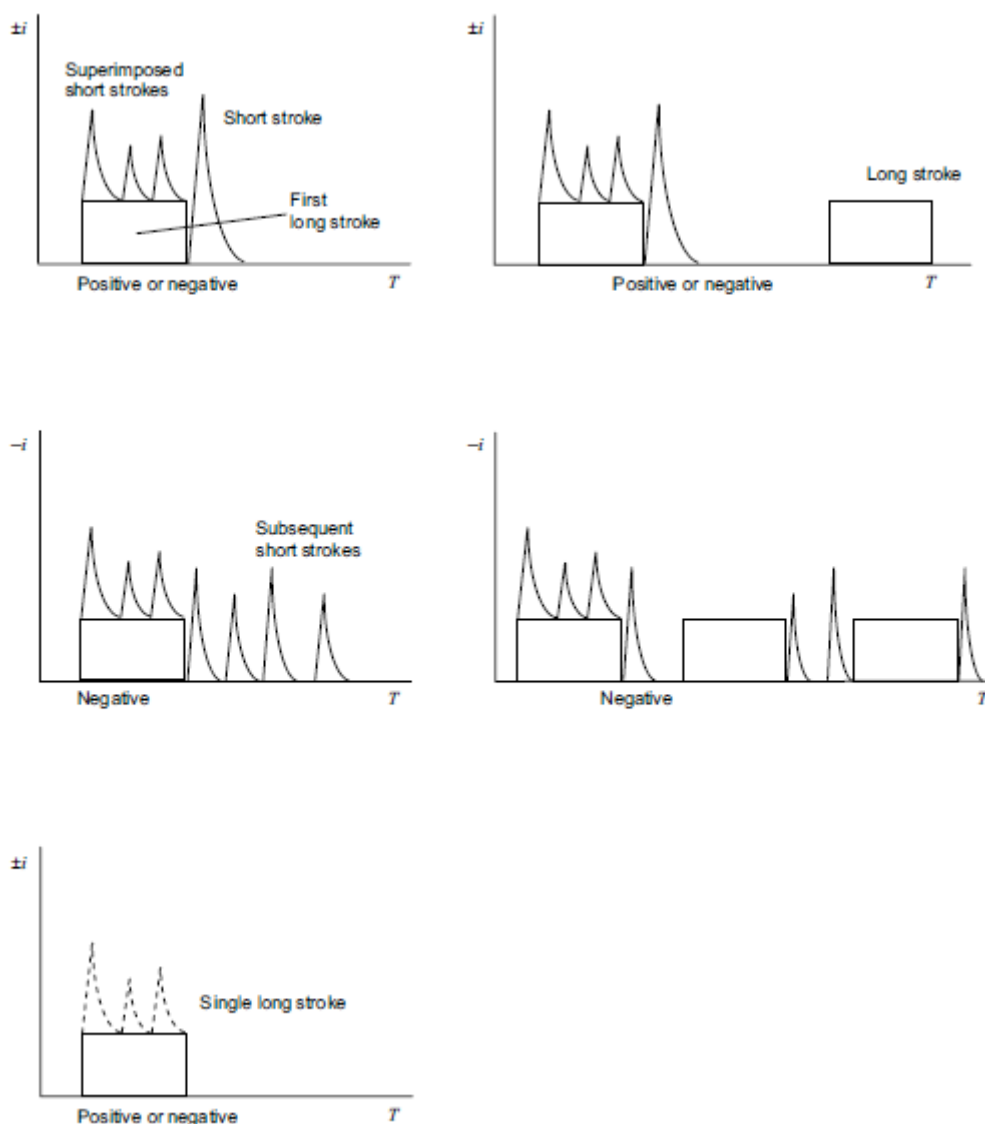 ±i
Superimposed
short strokes
Short stroke
First
long stroke
Positive or negative
T
±i
Long stroke
Positive or negative
T
–i
Subsequent
short strokes
Negative
T
–i
Negative
T
±i
Single long stroke
Positive or negative
T